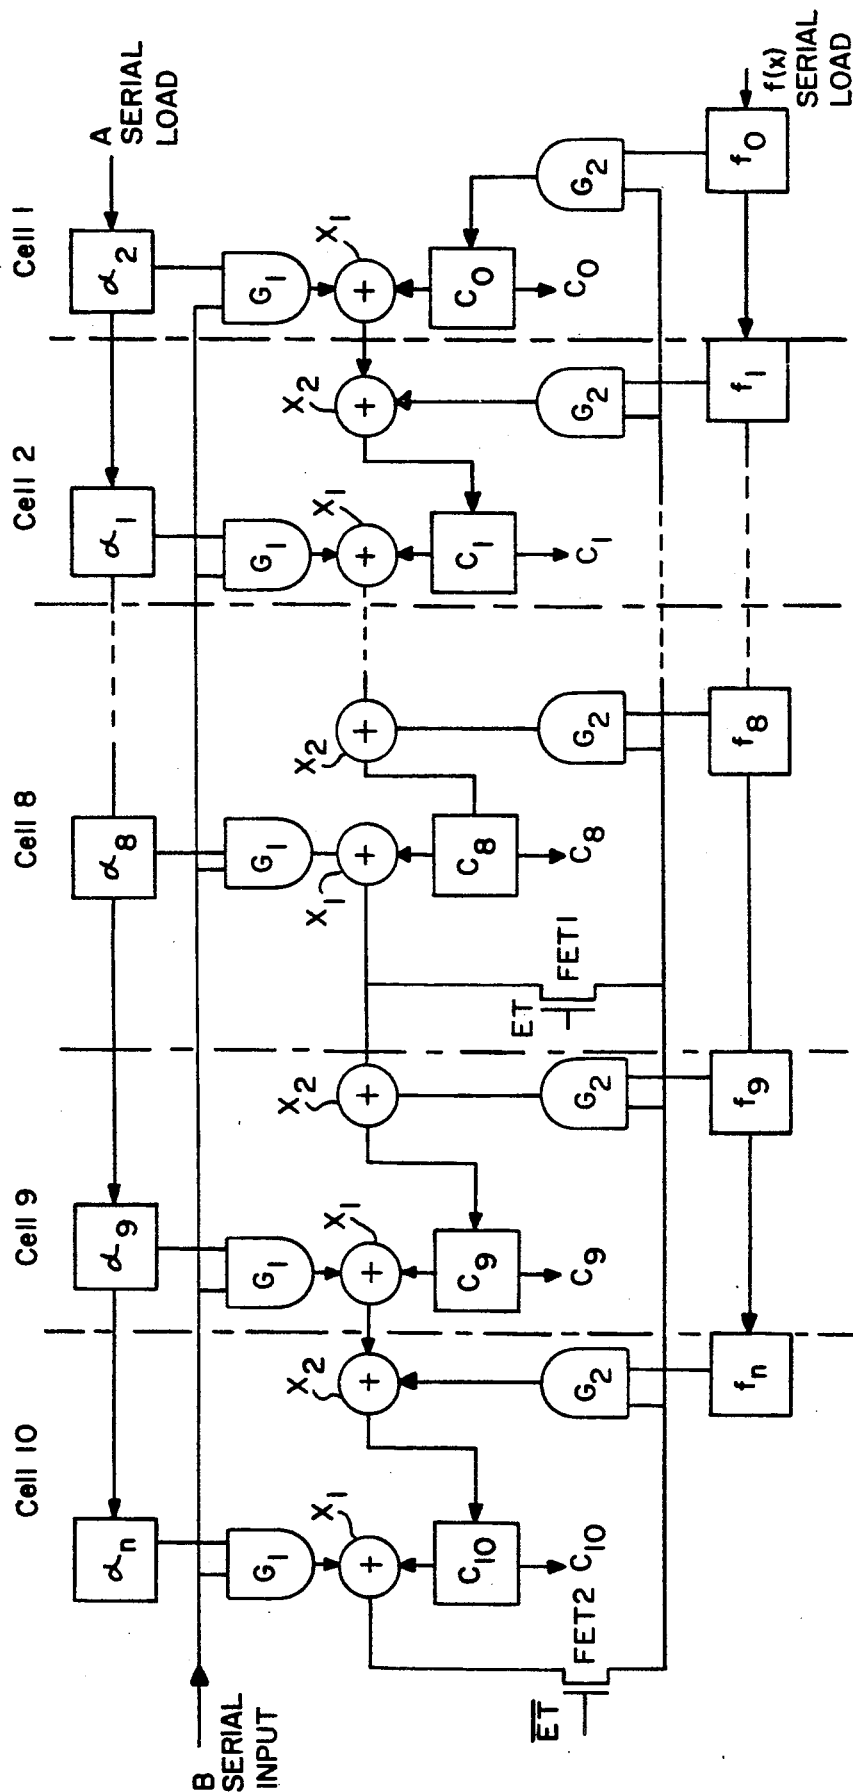 Cell 10 Cell 9 Cell 8 Cell 2 Cell 1
αn α9 α8 α1 α2
A SERIAL LOAD
B SERIAL INPUT
G1 G1 G1 G1 G1
X1 X2 X1 X2 X1 X2 X1 X2 X1
+ + + + + + + + +
C10 C9 C8 C1 C0
C10 C9 C8 C1 C0
ET FET2
ET FET1
G2 G2 G2 G2 G2
fn f9 f8 f1 f0
f(x) SERIAL LOAD